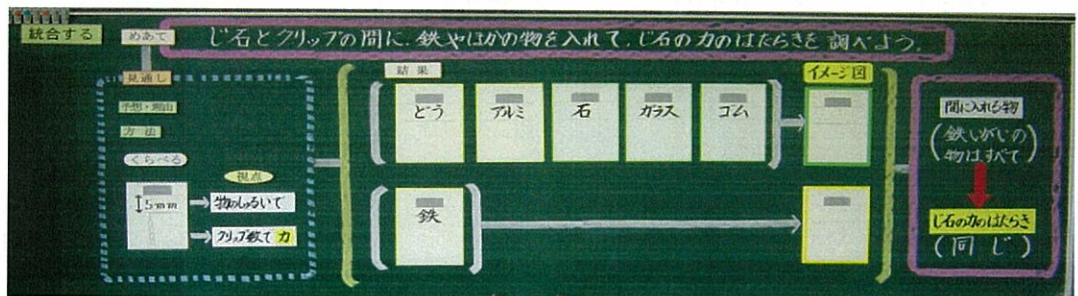 統合する
めあて
じ石とクリップの間に、鉄やほかの物を入れて、じ石の力のはたらきを調べよう。
見通し
予想・理由
方法
くらべる
視点
5mm
物のしゅるいで
クリップ数で 力
結果
どう
アルミ
石
ガラス
ゴム
鉄
イメージ図
間に入れる物
(鉄いがいの
物はすべて)
じ石の力のはたらき
(同じ)